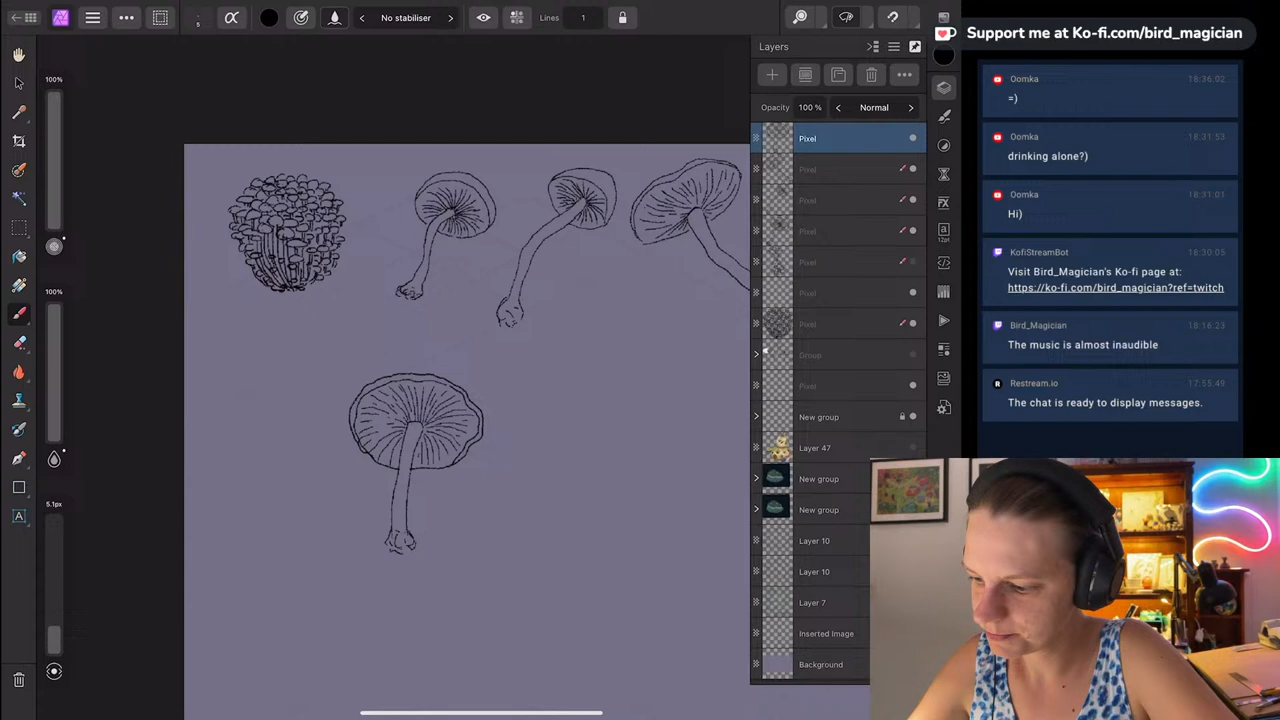 5
α
No stabiliser
Lines
1
Support me at Ko-fi.com/bird_magician
Layers
100%
Opacity 100 % Normal
Pixel
Pixel
Pixel
Pixel
Pixel
Pixel
Pixel
Group
Pixel
New group
Layer 47
New group
New group
Layer 10
Layer 10
Layer 7
Inserted Image
Background
100%
5.1px
A
FX
A
12pt
Oomka 18:36:02
=)
Oomka 18:31:53
drinking alone?)
Oomka 18:31:01
Hi)
KofiStreamBot 18:30:05
Visit Bird_Magician's Ko-fi page at:
https://ko-fi.com/bird_magician?ref=twitch
Bird_Magician 18:16:23
The music is almost inaudible
R Restream.io 17:55:49
The chat is ready to display messages.